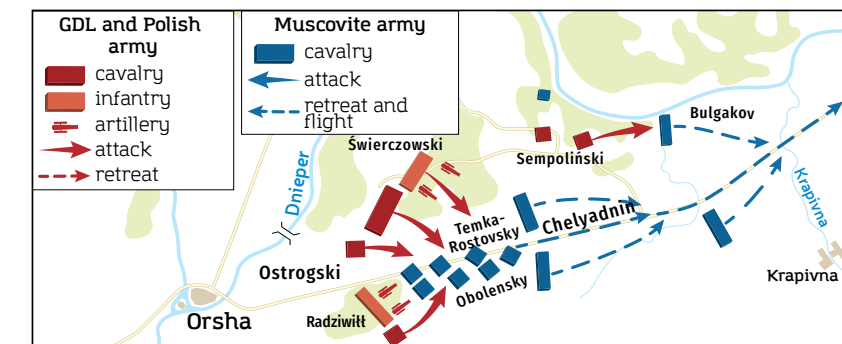 GDL and Polish
army
cavalry
infantry
artillery
attack
retreat
Muscovite army
cavalry
attack
retreat and
flight
Dnieper
Świerczowski
Sempoliński
Bulgakov
Temka-
Rostovsky
Chelyadnin
Krapivna
Ostrogski
Obolensky
Krapivna
Orsha
Radziwiłł